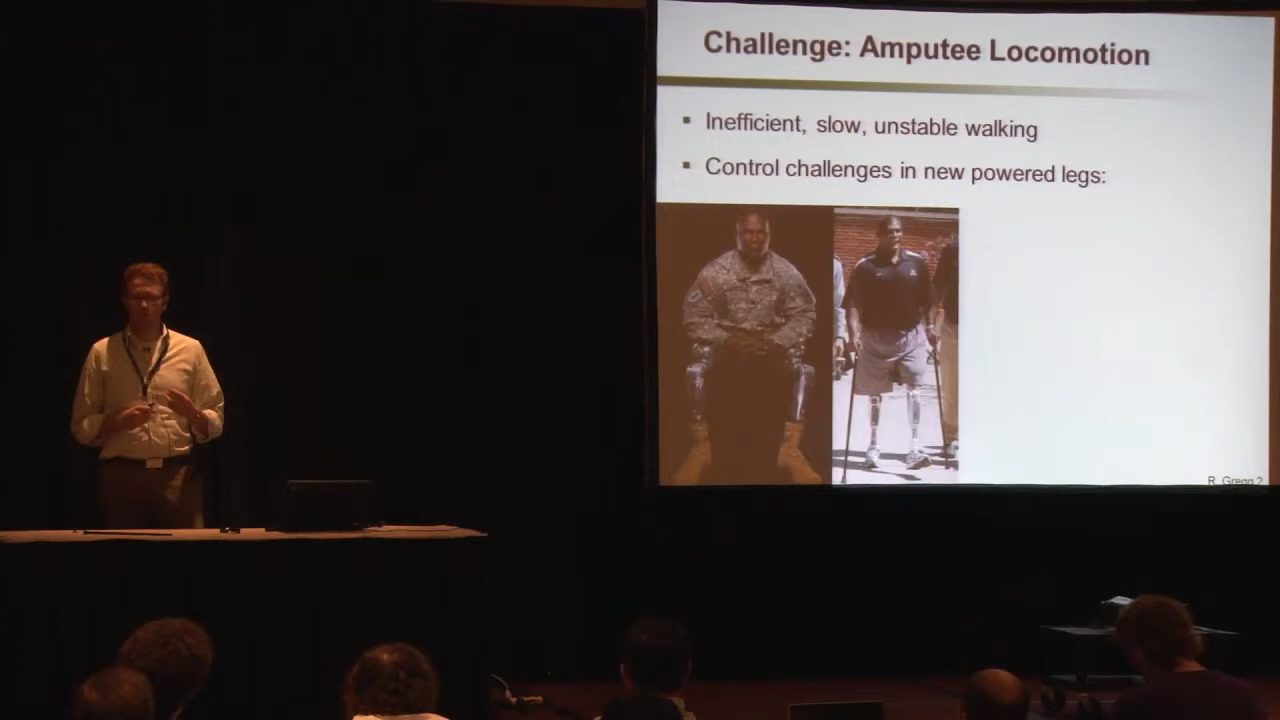 Challenge: Amputee Locomotion
Inefficient, slow, unstable walking
Control challenges in new powered legs:
R. Gregg 2